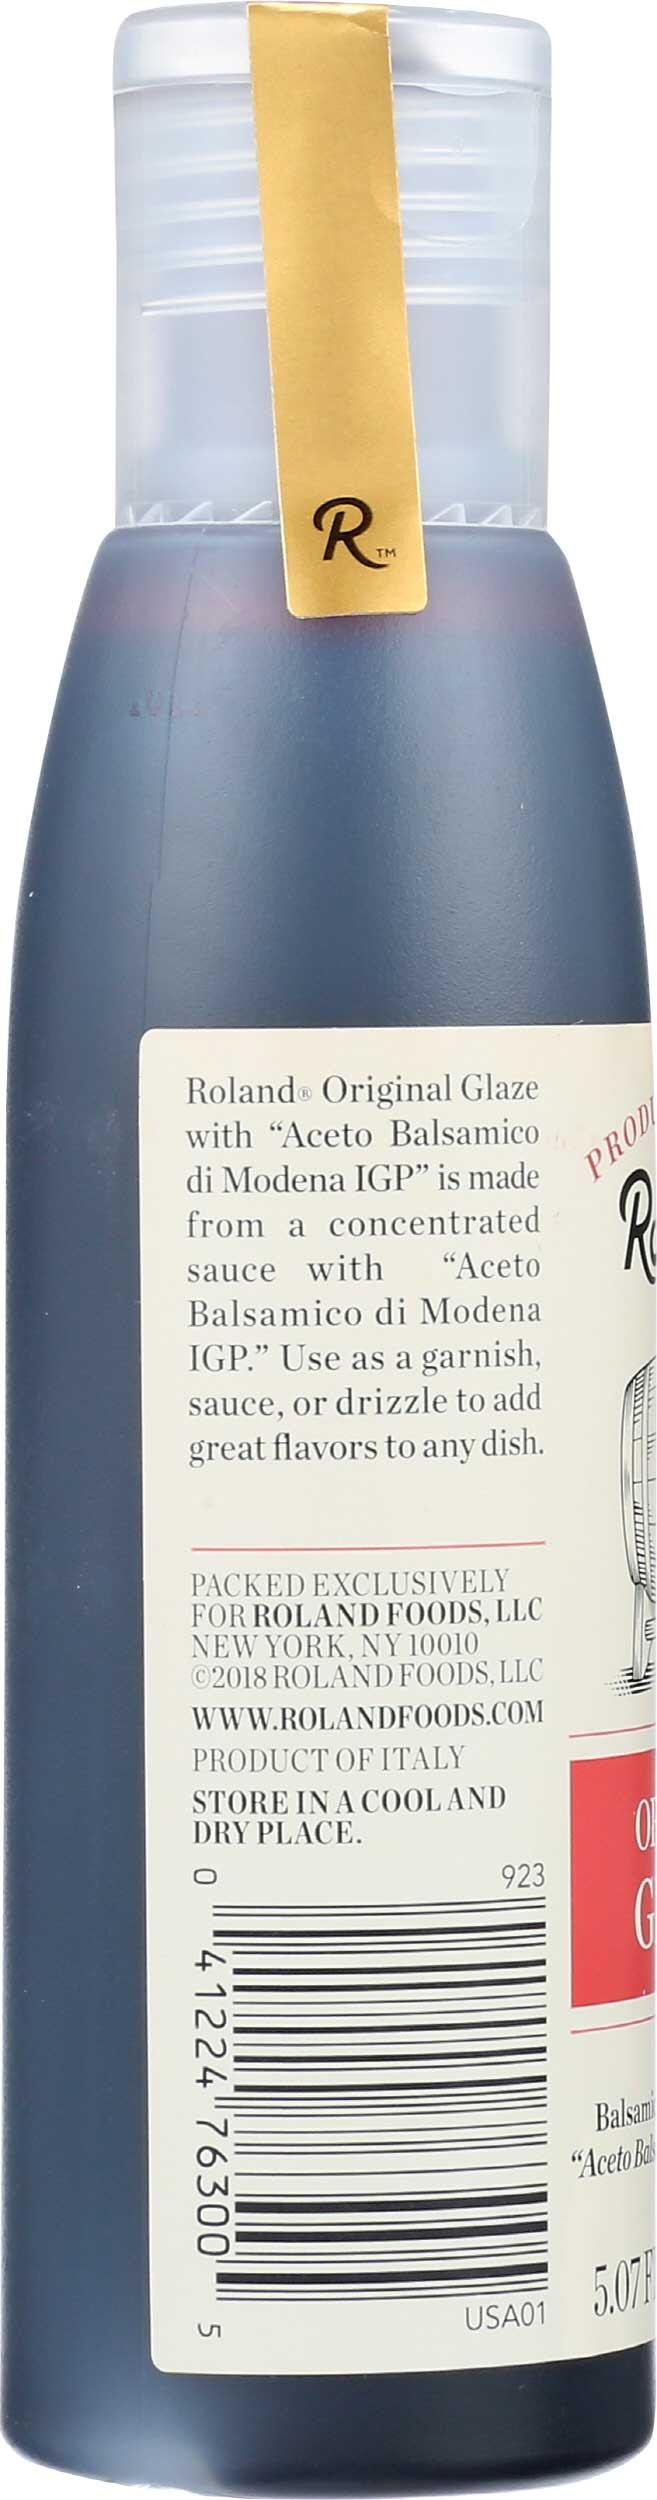 R™
Roland® Original Glaze
with “Aceto Balsamico
di Modena IGP” is made
from a concentrated
sauce with “Aceto
Balsamico di Modena
IGP.” Use as a garnish,
sauce, or drizzle to add
great flavors to any dish.
PACKED EXCLUSIVELY
FOR ROLAND FOODS, LLC
NEW YORK, NY 10010
©2018 ROLAND FOODS, LLC
WWW.ROLANDFOODS.COM
PRODUCT OF ITALY
STORE IN A COOL AND
DRY PLACE.
0 923
41224 76300
5 USA01
“Aceto
5.07